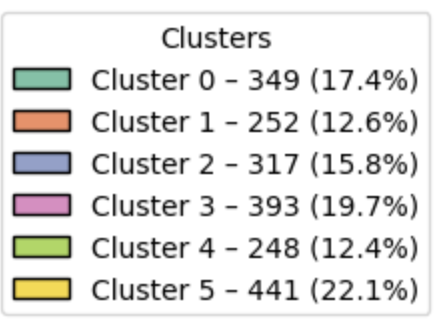 Clusters
Cluster 0 – 349 (17.4%)
Cluster 1 – 252 (12.6%)
Cluster 2 – 317 (15.8%)
Cluster 3 – 393 (19.7%)
Cluster 4 – 248 (12.4%)
Cluster 5 – 441 (22.1%)